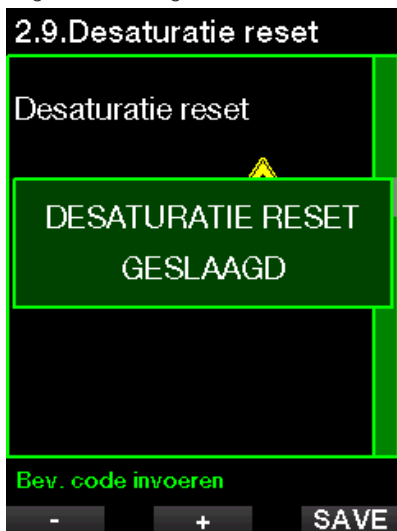 2.9.Desaturatie reset
Desaturatie reset
DESATURATIE RESET
GESLAAGD
Bev. code invoeren
- + SAVE